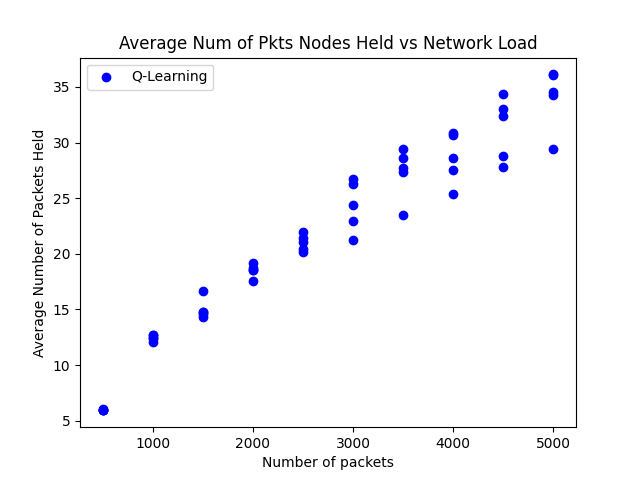 Average Num of Pkts Nodes Held vs Network Load
Q-Learning
Average Number of Packets Held
35
30
25
20
15
10
5
1000 2000 3000 4000 5000
Number of packets